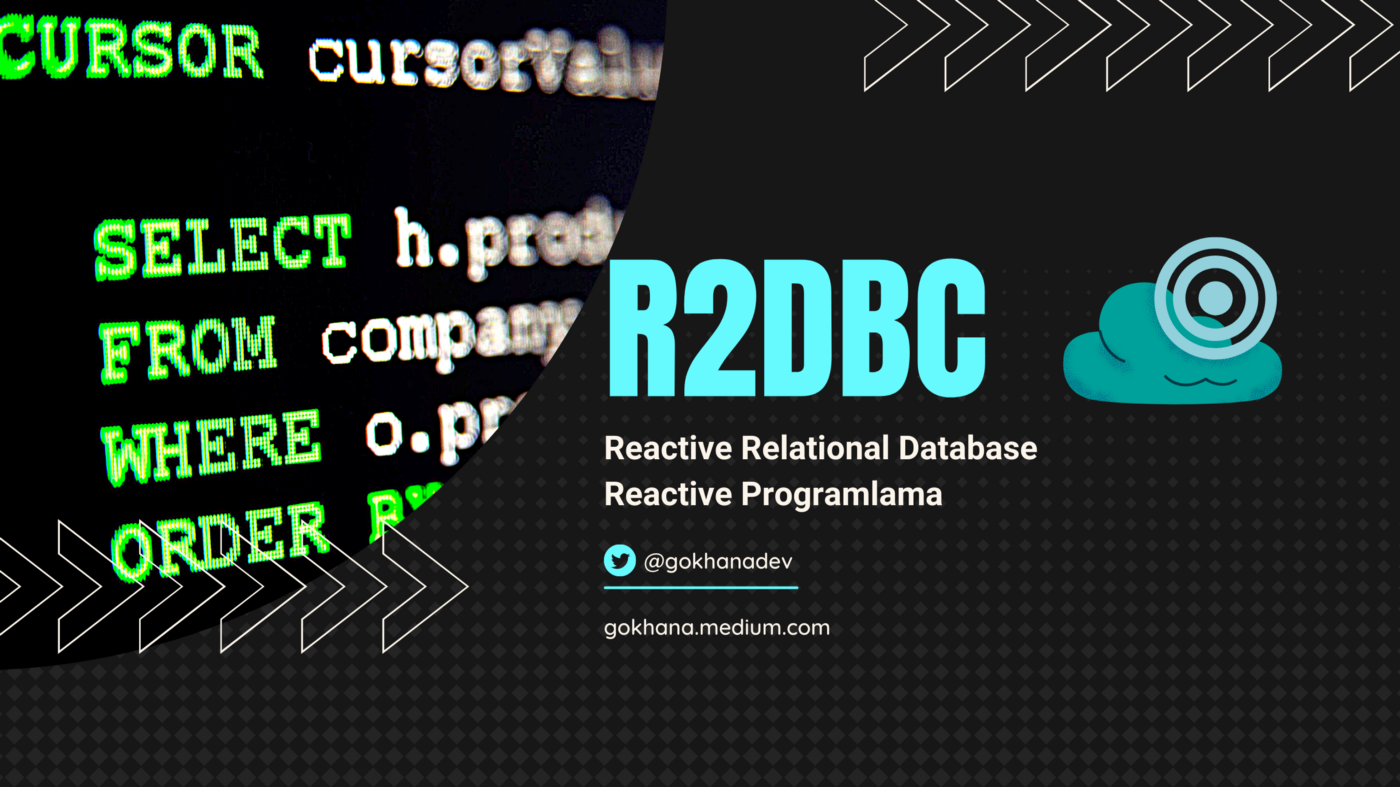 CURSOR
SELECT
FROM
WHERE o.
ORDER
R2DBC
Reactive Relational Database
Reactive Programlama
@gokhanadev
gokhana.medium.com